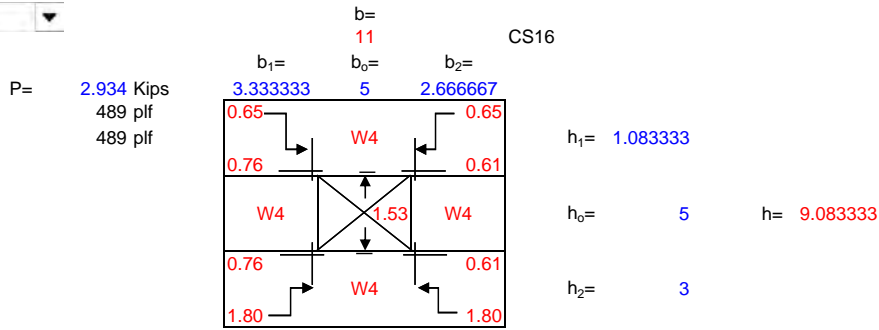 b=
11 CS16
b₁= bₒ= b₂=
P= 2.934 Kips 3.333333 5 2.666667
489 plf 0.65 0.65
489 plf W4 h₁= 1.083333
0.76 0.61
W4 1.53 W4 hₒ= 5 h= 9.083333
0.76 0.61
W4 h₂= 3
1.80 1.80